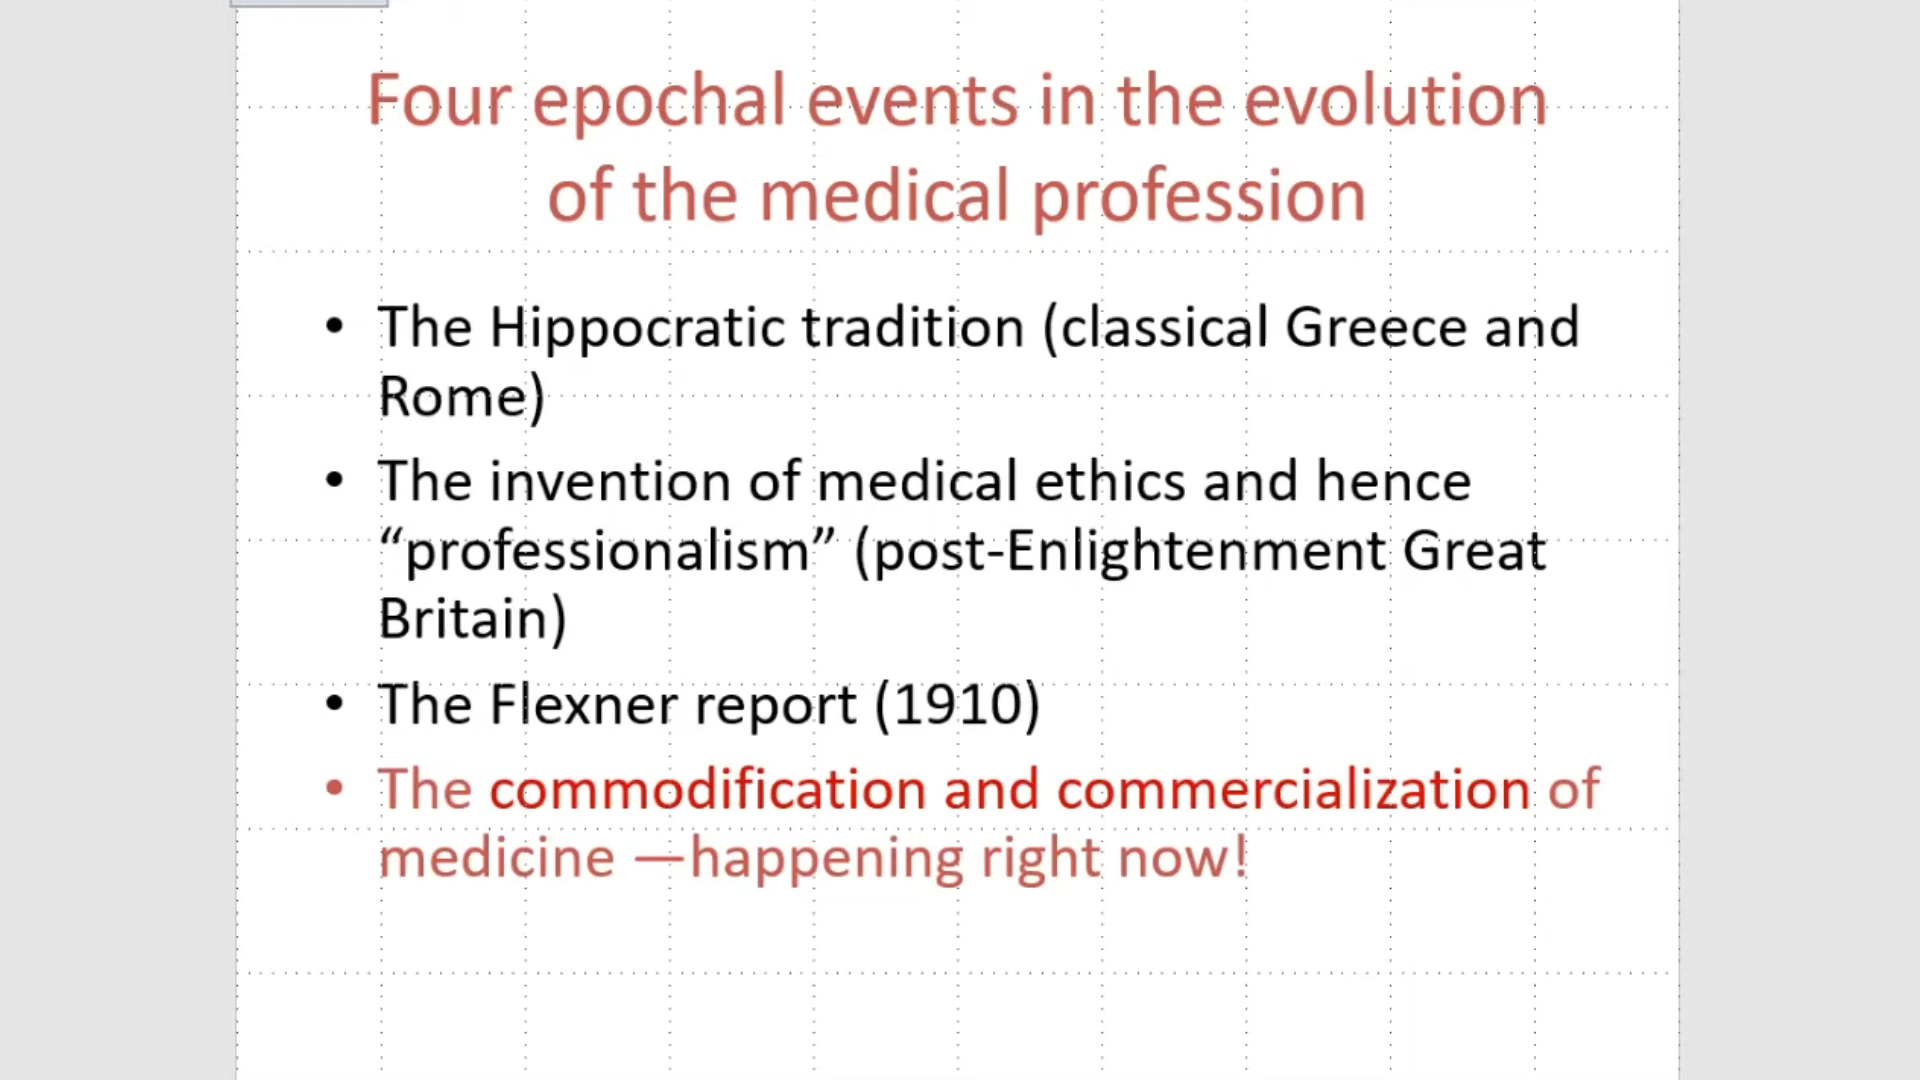 Four epochal events in the evolution
of the medical profession
• The Hippocratic tradition (classical Greece and
Rome)
• The invention of medical ethics and hence
“professionalism” (post-Enlightenment Great
Britain)
• The Flexner report (1910)
• The commodification and commercialization of
medicine —happening right now!